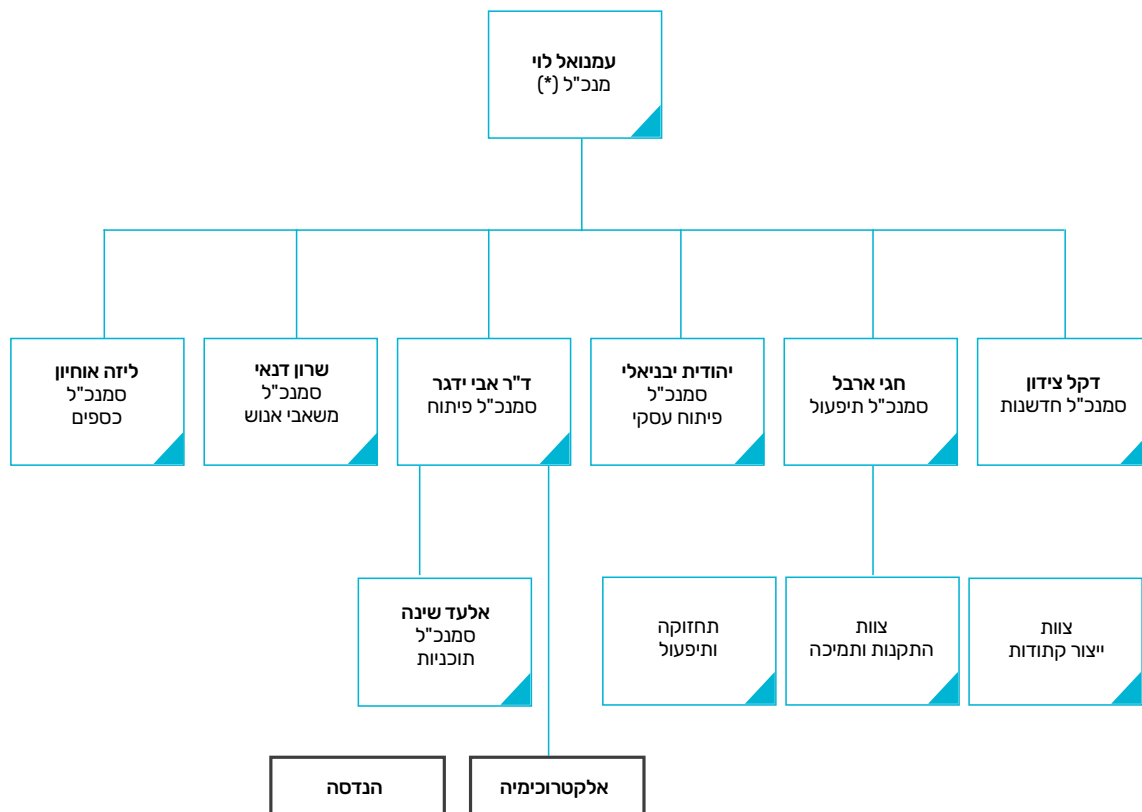 עמנואל לוי
מנכ"ל (*)
דקל צידון
סמנכ"ל חדשנות
חגי ארבל
סמנכ"ל תיפעול
יהודית יבניאלי
סמנכ"ל
פיתוח עסקי
ד"ר אבי ידגר
סמנכ"ל פיתוח
שרון דנאי
סמנכ"ל
משאבי אנוש
ליזה אוחיון
סמנכ"ל
כספים
צוות
ייצור קתודות
צוות
התקנות ותמיכה
תחזוקה
ותיפעול
אלעד שינה
סמנכ"ל
תוכניות
אלקטרוכימיה
הנדסה